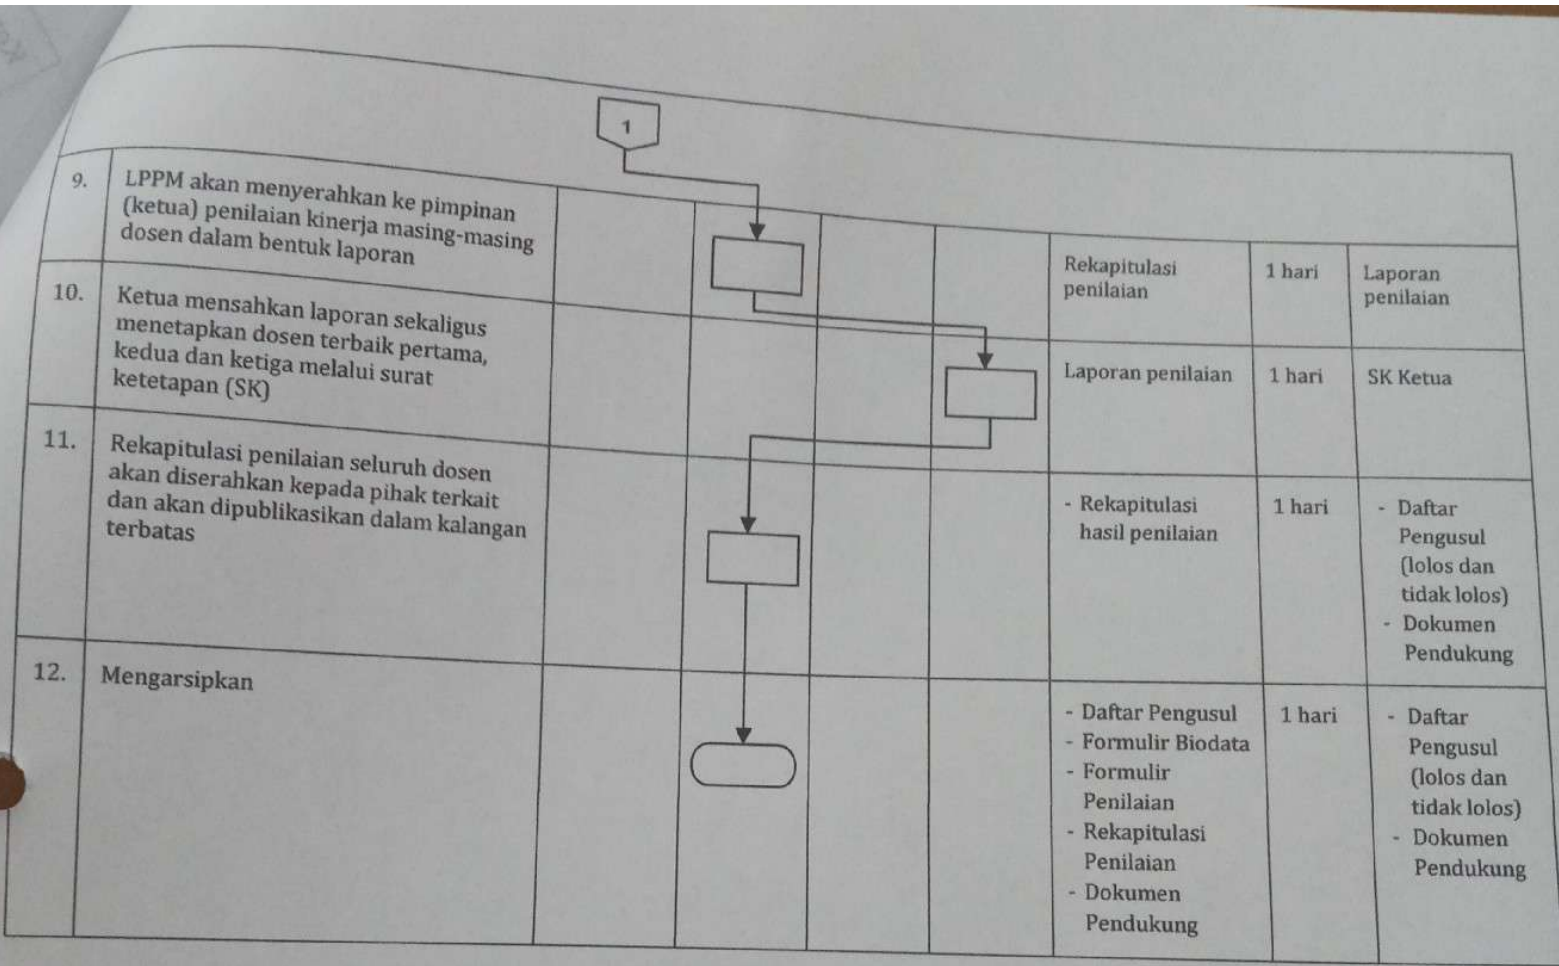 1
9.
LPPM akan menyerahkan ke pimpinan
(ketua) penilaian kinerja masing-masing
dosen dalam bentuk laporan
Rekapitulasi
penilaian
1 hari
Laporan
penilaian
10.
Ketua mensahkan laporan sekaligus
menetapkan dosen terbaik pertama,
kedua dan ketiga melalui surat
ketetapan (SK)
Laporan penilaian
1 hari
SK Ketua
11.
Rekapitulasi penilaian seluruh dosen
akan diserahkan kepada pihak terkait
dan akan dipublikasikan dalam kalangan
terbatas
- Rekapitulasi
hasil penilaian
1 hari
- Daftar
Pengusul
(lolos dan
tidak lolos)
- Dokumen
Pendukung
12.
Mengarsipkan
- Daftar Pengusul
- Formulir Biodata
- Formulir
Penilaian
- Rekapitulasi
Penilaian
- Dokumen
Pendukung
1 hari
- Daftar
Pengusul
(lolos dan
tidak lolos)
- Dokumen
Pendukung